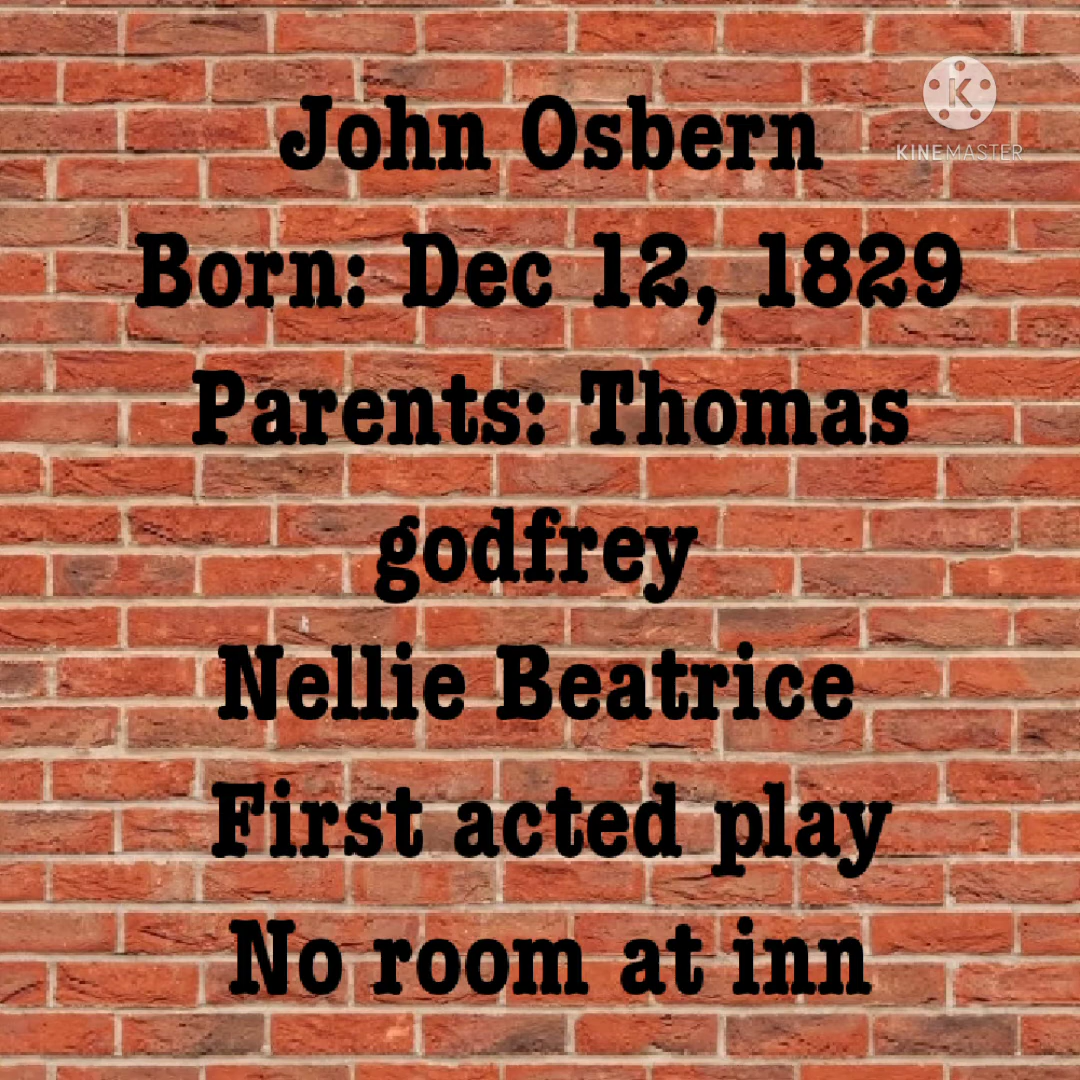 KINEMASTER
John Osbern
Born: Dec 12, 1829
Parents: Thomas
godfrey
Nellie Beatrice
First acted play
No room at inn